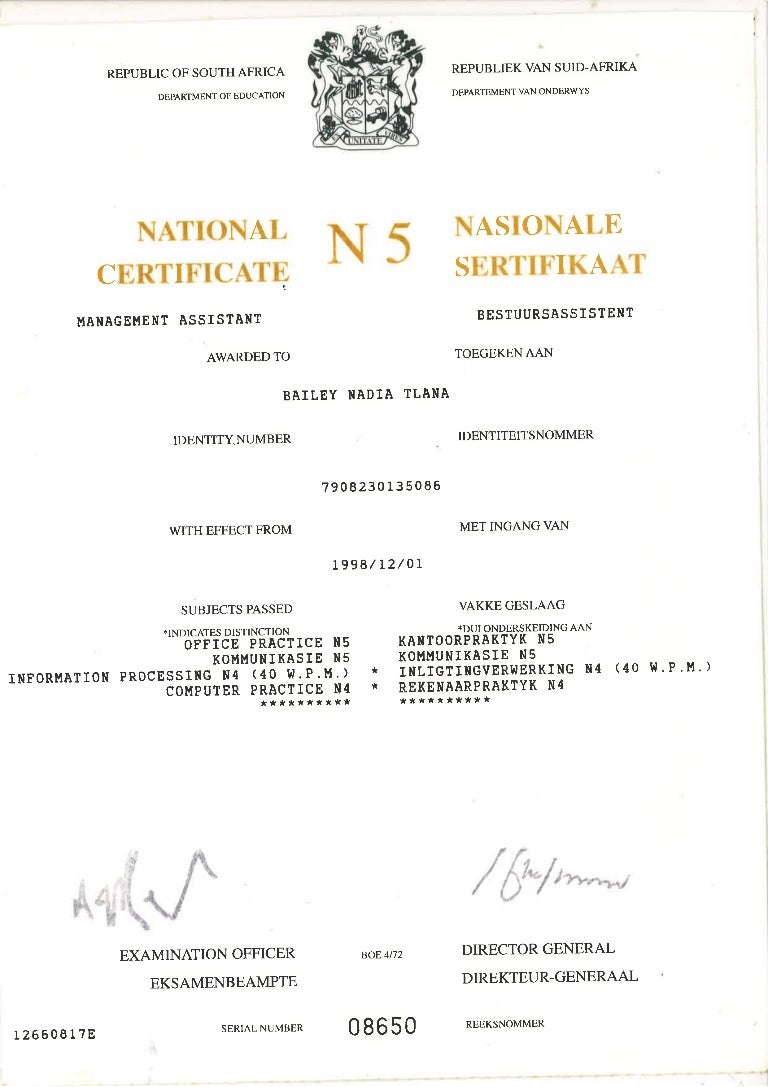 REPUBLIC OF SOUTH AFRICA REPUBLIEK VAN SUID-AFRIKA
DEPARTMENT OF EDUCATION DEPARTEMENT VAN ONDERWYS
UNITATE VIRES
NATIONAL N 5 NASIONALE
CERTIFICATE SERTIFIKAAT
MANAGEMENT ASSISTANT BESTUURSASSISTENT
AWARDED TO TOEGEKEN AAN
BAILEY NADIA TLANA
IDENTITY NUMBER IDENTITEITSNOMMER
7908230135086
WITH EFFECT FROM MET INGANG VAN
1998/12/01
SUBJECTS PASSED VAKKE GESLAAG
*INDICATES DISTINCTION *DUI ONDERSKEIDING AAN
OFFICE PRACTICE N5 KANTOORPRAKTYK N5
KOMMUNIKASIE N5 KOMMUNIKASIE N5
INFORMATION PROCESSING N4 (40 W.P.M.) * INLIGTINGVERWERKING N4 (40 W.P.M.)
COMPUTER PRACTICE N4 * REKENAARPRAKTYK N4
********** **********
EXAMINATION OFFICER BOE 4/72 DIRECTOR GENERAL
EKSAMENBEAMPTE DIREKTEUR-GENERAAL
12660817E SERIAL NUMBER 08650 REEKSNOMMER